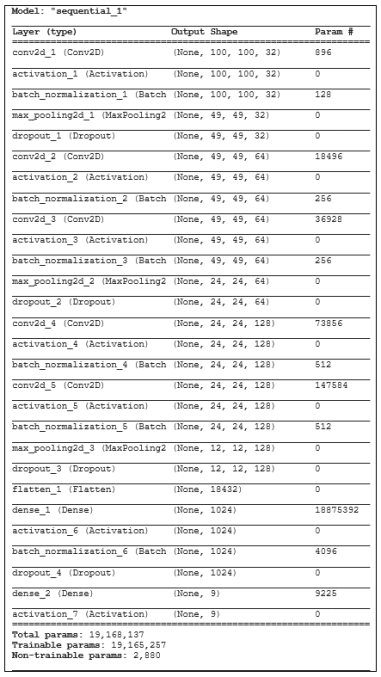 Model: "sequential_1"
Layer (type) Output Shape Param #
conv2d_1 (Conv2D) (None, 100, 100, 32) 896
activation_1 (Activation) (None, 100, 100, 32) 0
batch_normalization_1 (Batch (None, 100, 100, 32) 128
max_pooling2d_1 (MaxPooling2 (None, 49, 49, 32) 0
dropout_1 (Dropout) (None, 49, 49, 32) 0
conv2d_2 (Conv2D) (None, 49, 49, 64) 18496
activation_2 (Activation) (None, 49, 49, 64) 0
batch_normalization_2 (Batch (None, 49, 49, 64) 256
conv2d_3 (Conv2D) (None, 49, 49, 64) 36928
activation_3 (Activation) (None, 49, 49, 64) 0
batch_normalization_3 (Batch (None, 49, 49, 64) 256
max_pooling2d_2 (MaxPooling2 (None, 24, 24, 64) 0
dropout_2 (Dropout) (None, 24, 24, 64) 0
conv2d_4 (Conv2D) (None, 24, 24, 128) 73856
activation_4 (Activation) (None, 24, 24, 128) 0
batch_normalization_4 (Batch (None, 24, 24, 128) 512
conv2d_5 (Conv2D) (None, 24, 24, 128) 147584
activation_5 (Activation) (None, 24, 24, 128) 0
batch_normalization_5 (Batch (None, 24, 24, 128) 512
max_pooling2d_3 (MaxPooling2 (None, 12, 12, 128) 0
dropout_3 (Dropout) (None, 12, 12, 128) 0
flatten_1 (Flatten) (None, 18432) 0
dense_1 (Dense) (None, 1024) 18875392
activation_6 (Activation) (None, 1024) 0
batch_normalization_6 (Batch (None, 1024) 4096
dropout_4 (Dropout) (None, 1024) 0
dense_2 (Dense) (None, 9) 9225
activation_7 (Activation) (None, 9) 0
Total params: 19,168,137
Trainable params: 19,165,257
Non-trainable params: 2,880